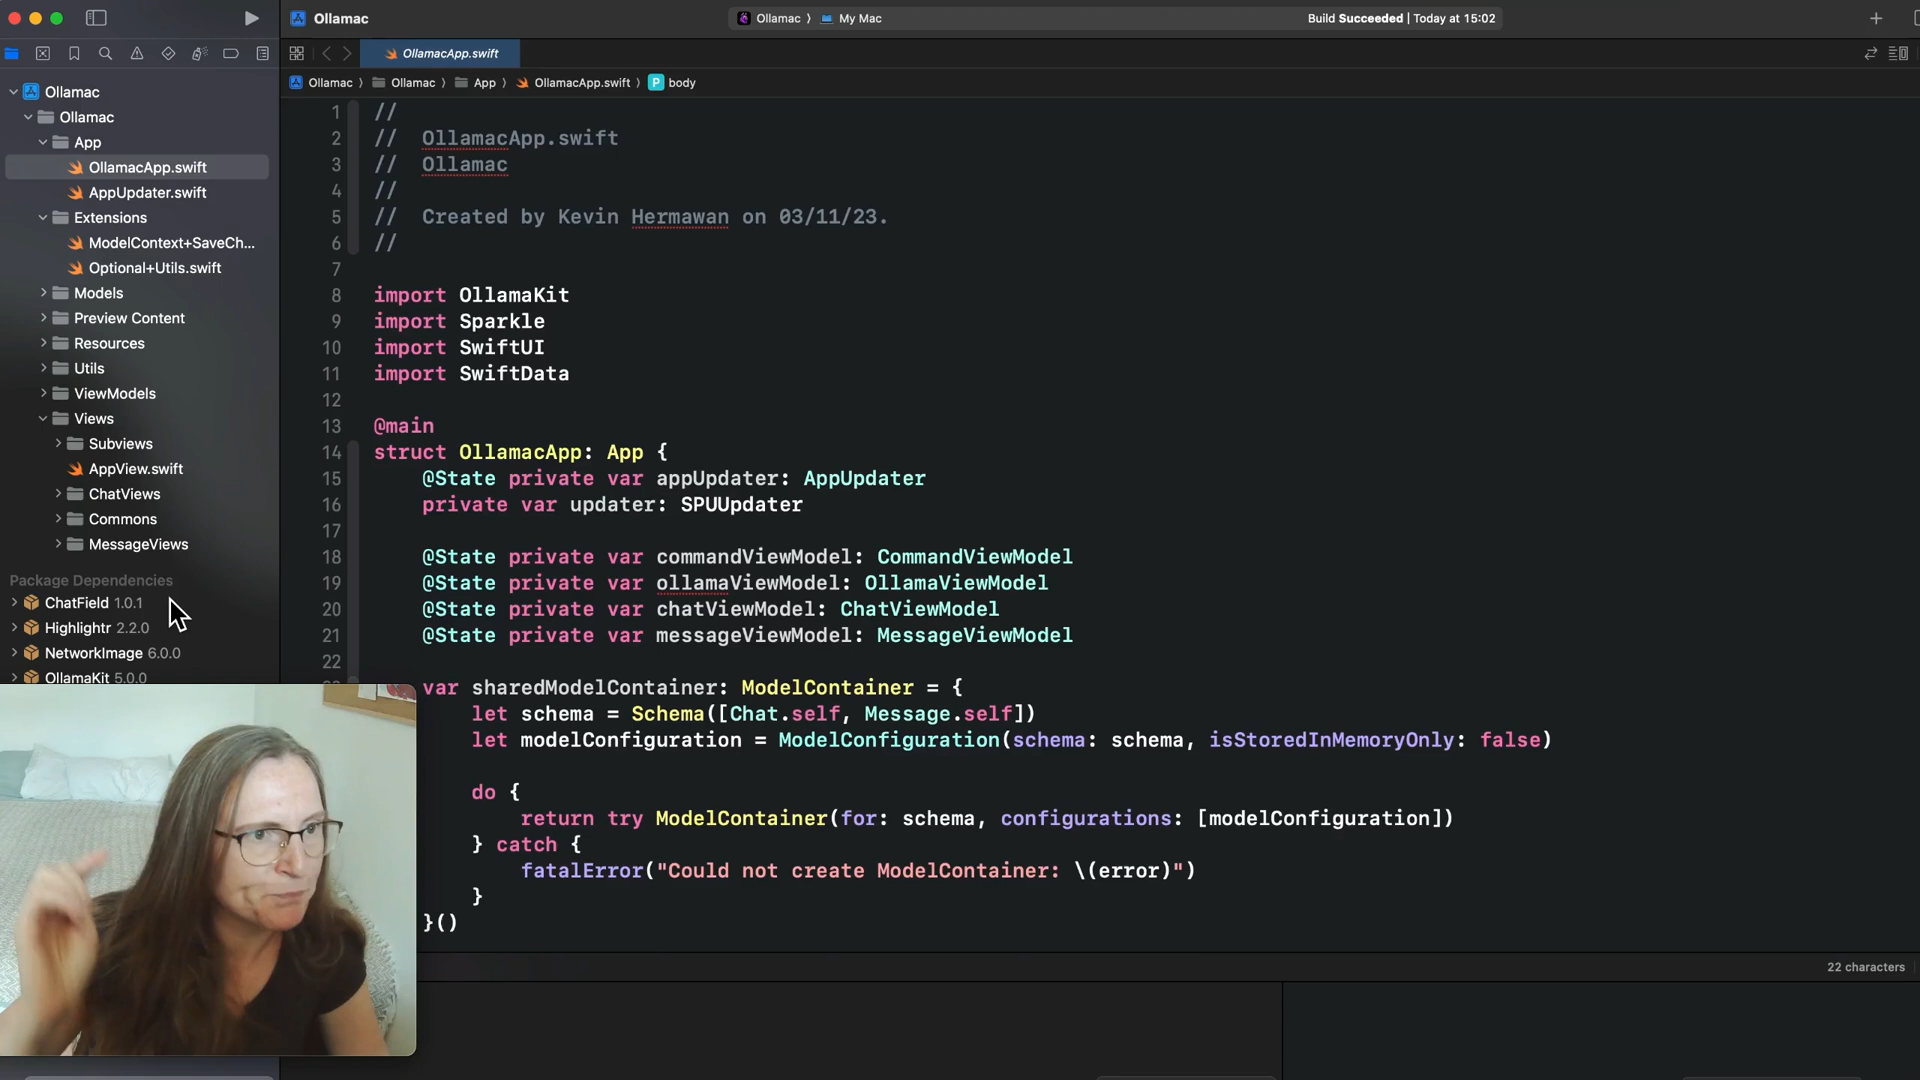 Ollamac
Ollamac ⟩ My Mac
Build Succeeded | Today at 15:02
OllamacApp.swift
Ollamac ⟩ Ollamac ⟩ App ⟩ OllamacApp.swift ⟩ P body
Ollamac
Ollamac
App
OllamacApp.swift
AppUpdater.swift
Extensions
ModelContext+SaveCh...
Optional+Utils.swift
Models
Preview Content
Resources
Utils
ViewModels
Views
Subviews
AppView.swift
ChatViews
Commons
MessageViews
Package Dependencies
ChatField 1.0.1
Highlightr 2.2.0
NetworkImage 6.0.0
OllamaKit 5.0.0
1 //
2 // OllamacApp.swift
3 // Ollamac
4 //
5 // Created by Kevin Hermawan on 03/11/23.
6 //
7
8 import OllamaKit
9 import Sparkle
10 import SwiftUI
11 import SwiftData
12
13 @main
14 struct OllamacApp: App {
15 @State private var appUpdater: AppUpdater
16 private var updater: SPUUpdater
17
18 @State private var commandViewModel: CommandViewModel
19 @State private var ollamaViewModel: OllamaViewModel
20 @State private var chatViewModel: ChatViewModel
21 @State private var messageViewModel: MessageViewModel
22
var sharedModelContainer: ModelContainer = {
let schema = Schema([Chat.self, Message.self])
let modelConfiguration = ModelConfiguration(schema: schema, isStoredInMemoryOnly: false)
do {
return try ModelContainer(for: schema, configurations: [modelConfiguration])
} catch {
fatalError("Could not create ModelContainer: \(error)")
}
}()
22 characters